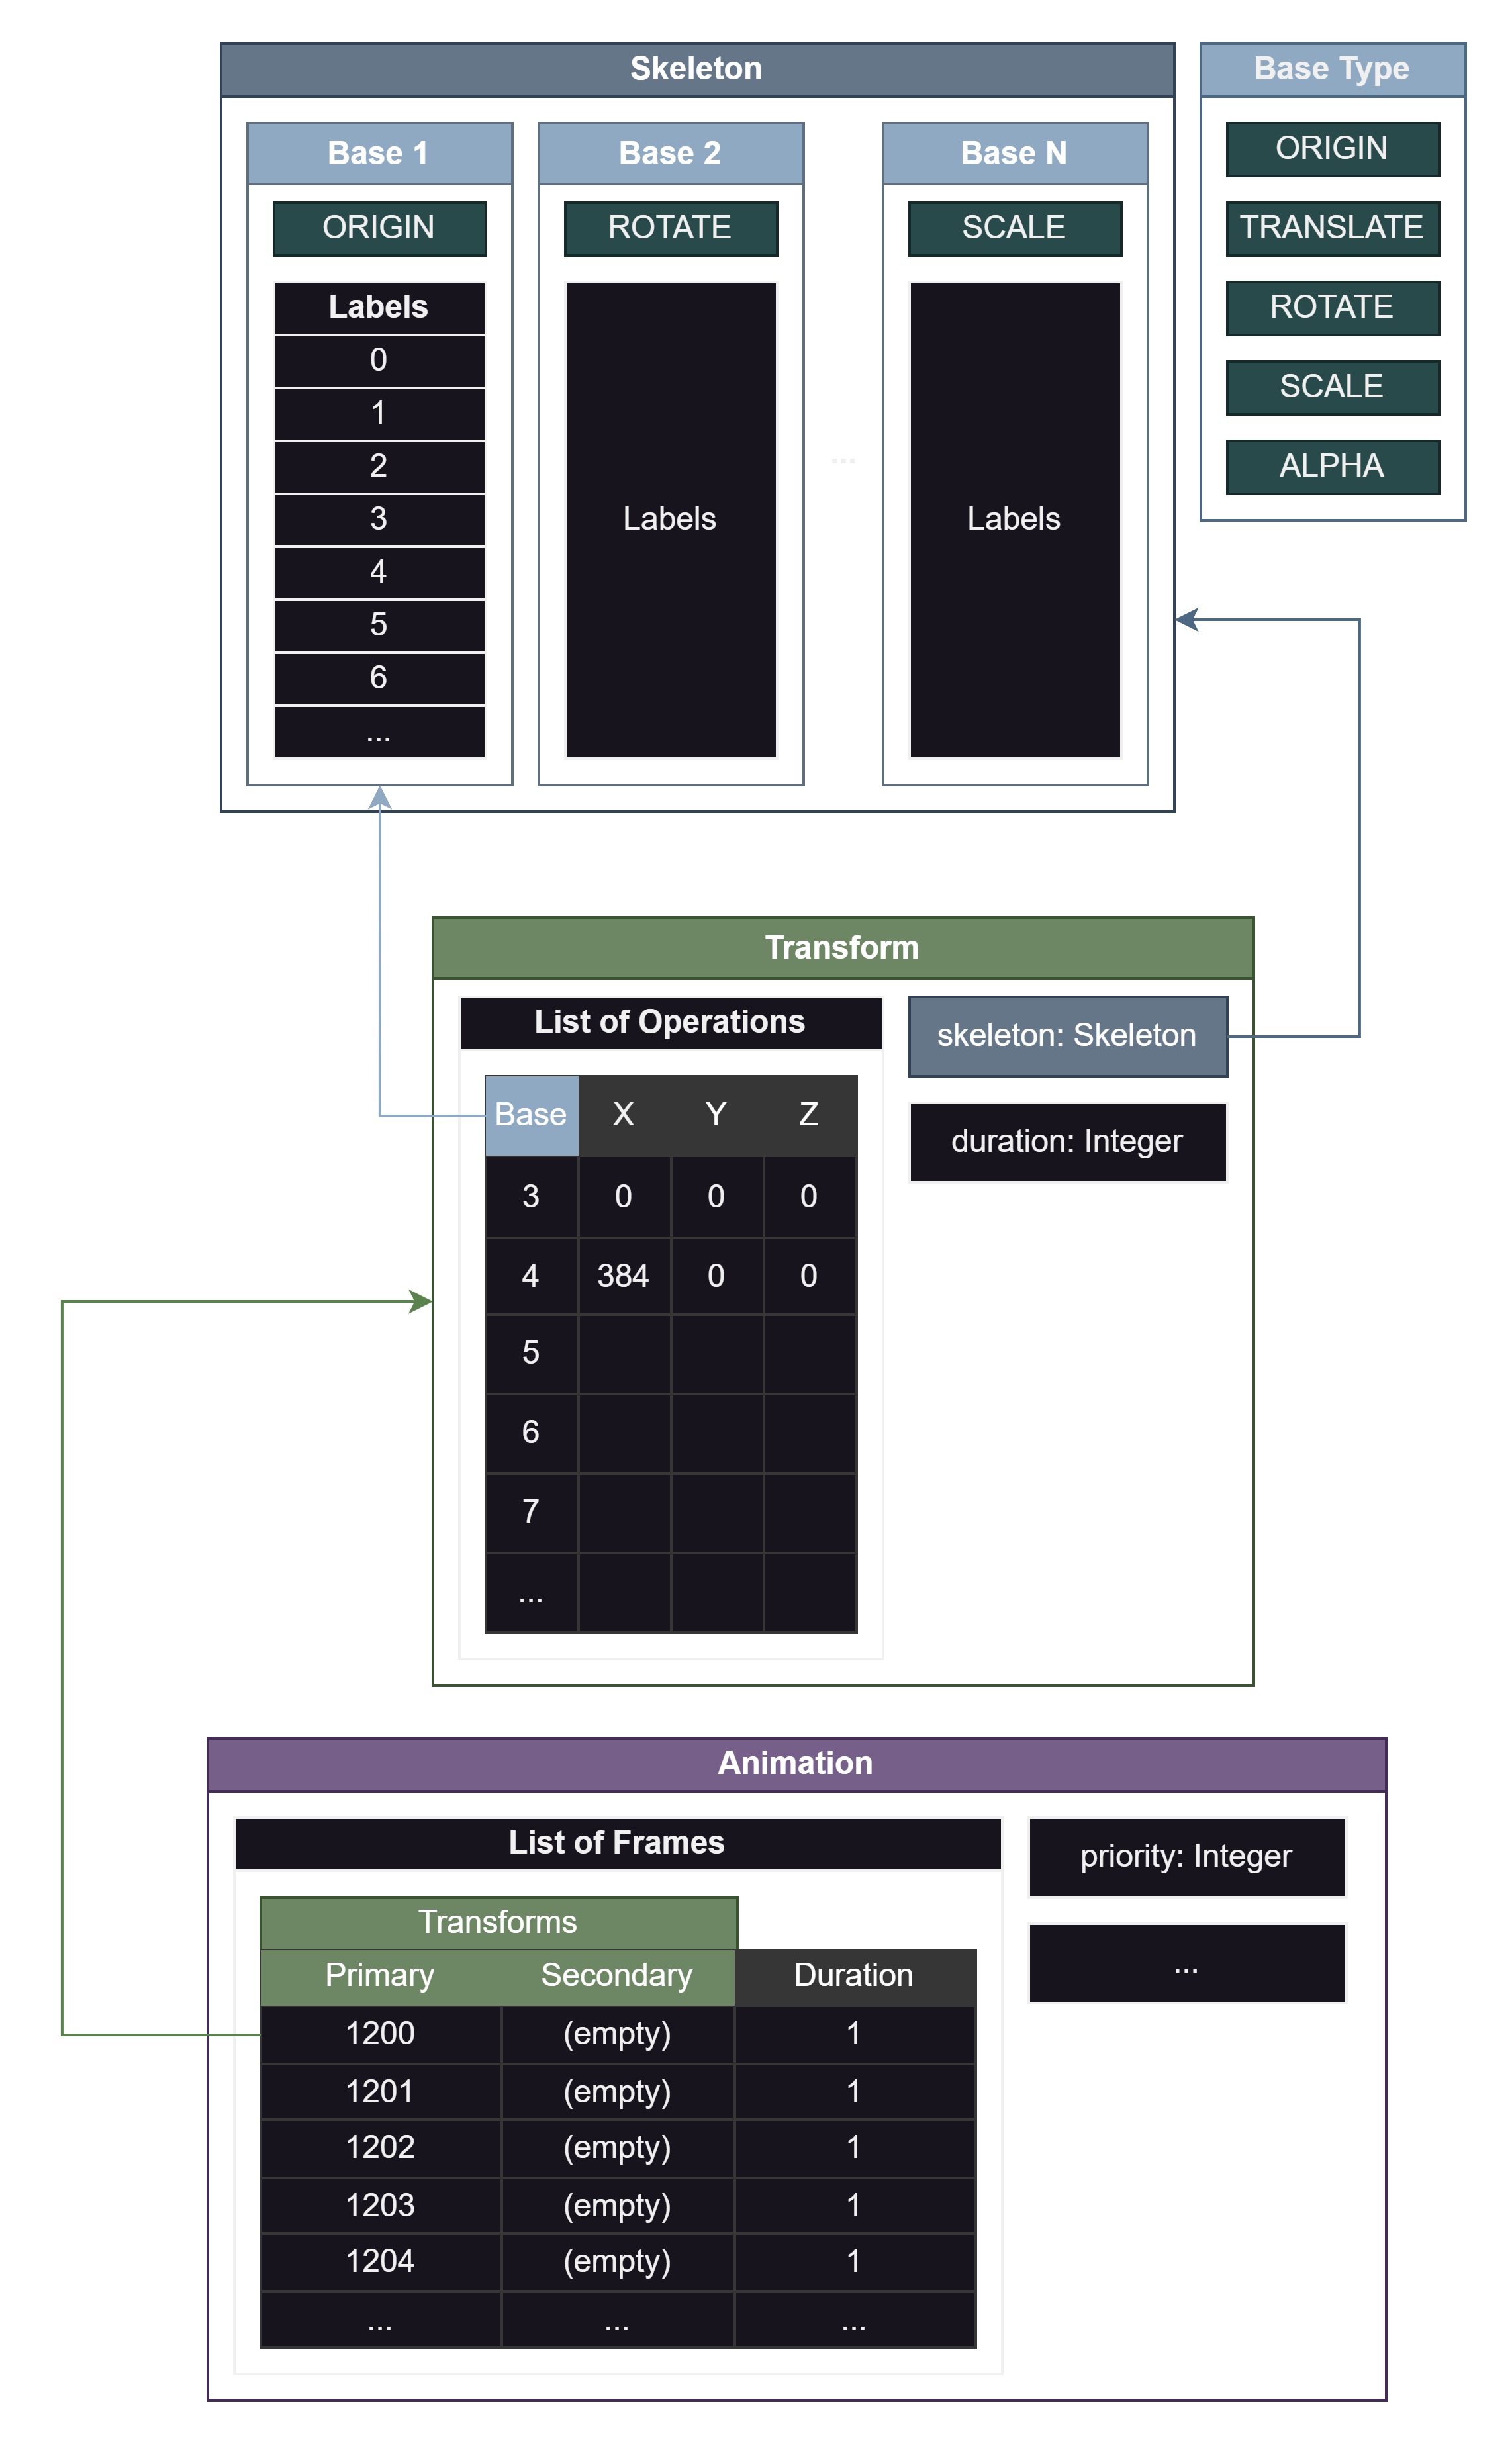 Skeleton
Base 1
ORIGIN
Labels
0
1
2
3
4
5
6
...
Base 2
ROTATE
Labels
...
Base N
SCALE
Labels
Base Type
ORIGIN
TRANSLATE
ROTATE
SCALE
ALPHA
Transform
List of Operations
Base X Y Z
3 0 0 0
4 384 0 0
5
6
7
...
skeleton: Skeleton
duration: Integer
Animation
List of Frames
Transforms
Primary Secondary Duration
1200 (empty) 1
1201 (empty) 1
1202 (empty) 1
1203 (empty) 1
1204 (empty) 1
... ... ...
priority: Integer
...